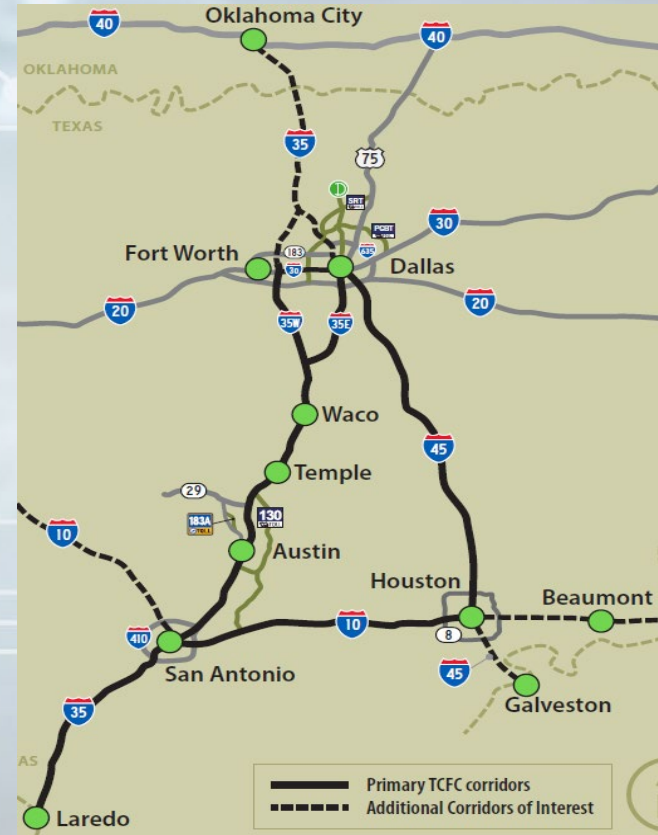 Oklahoma City
40
40
OKLAHOMA
TEXAS
35
75
SRT
PGBT
30
Fort Worth
183
635
30
Dallas
20
20
35W
35E
Waco
45
Temple
29
183A
130
10
Austin
Houston
Beaumont
410
10
8
San Antonio
45
Galveston
35
AS
Primary TCFC corridors
Additional Corridors of Interest
Laredo